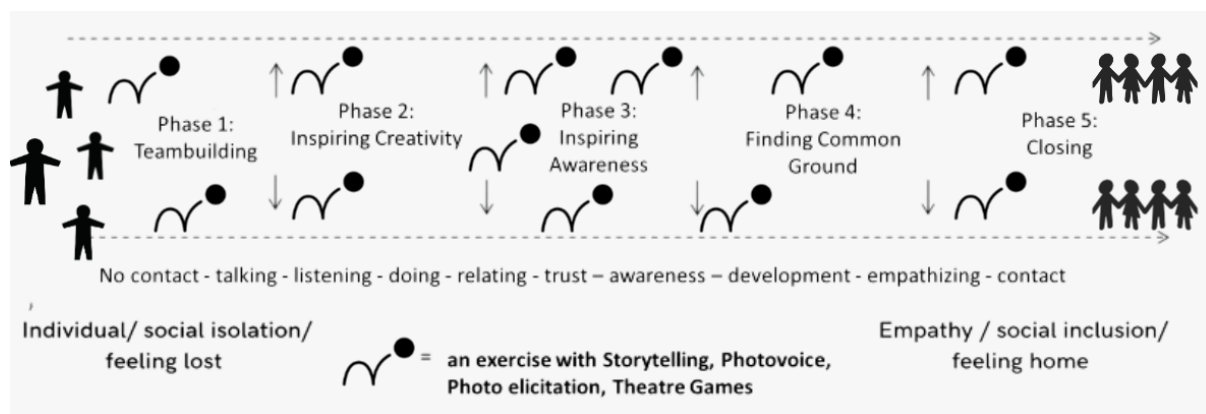 Phase 1:
Teambuilding
Phase 2:
Inspiring Creativity
Phase 3:
Inspiring
Awareness
Phase 4:
Finding Common
Ground
Phase 5:
Closing
No contact - talking - listening - doing - relating - trust – awareness – development - empathizing - contact
,
Individual/ social isolation/
feeling lost
= an exercise with Storytelling, Photovoice,
Photo elicitation, Theatre Games
Empathy / social inclusion/
feeling home